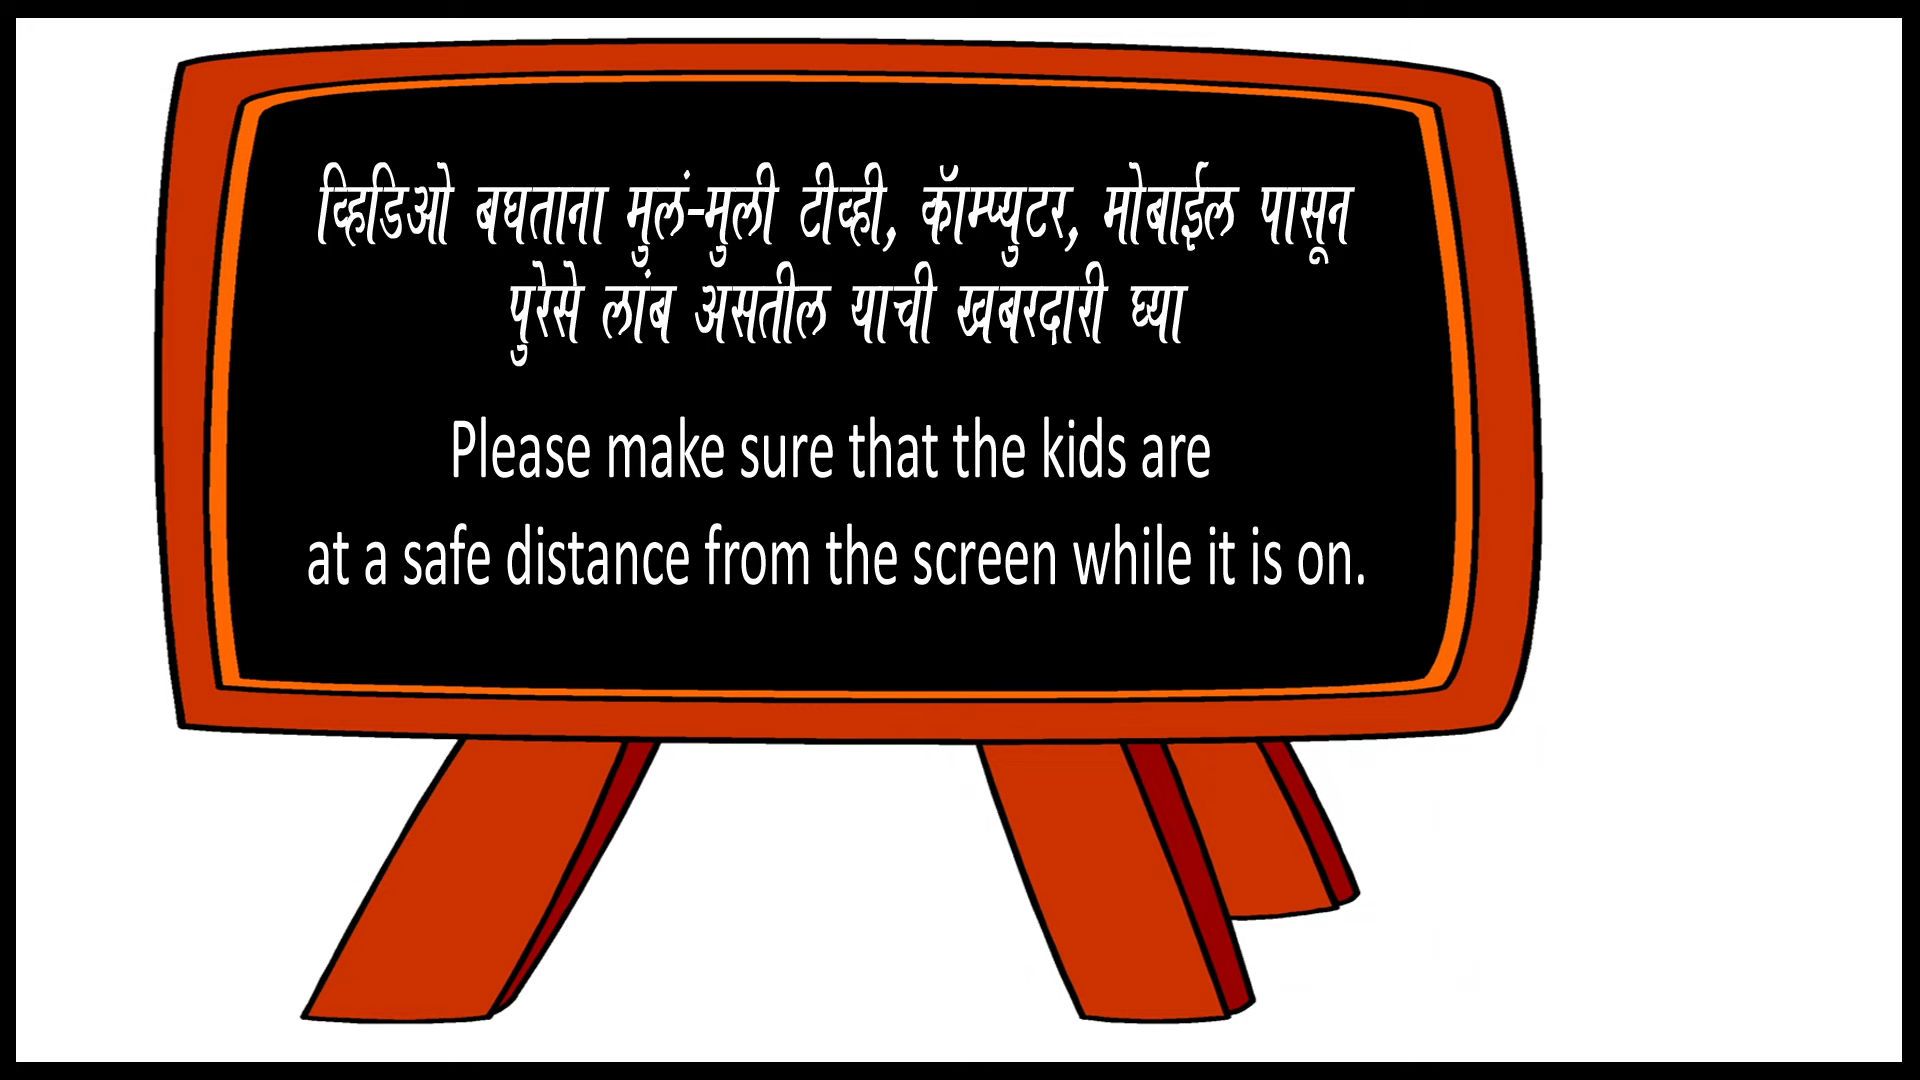 व्हिडिओ बघताना मुलं-मुली टीव्ही, कॉम्प्युटर, मोबाईल पासून
पुरेसे लांब असतील याची खबरदारी घ्या
Please make sure that the kids are
at a safe distance from the screen while it is on.